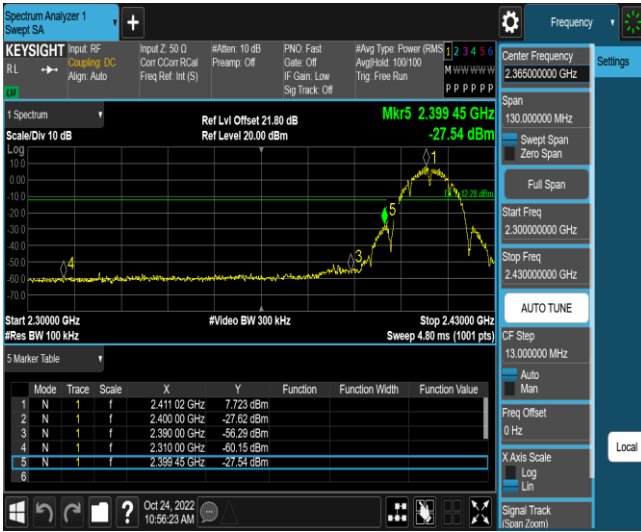 Spectrum Analyzer 1
Swept SA
Frequency
KEYSIGHT
RL
LXI
Input: RF
Coupling: DC
Align: Auto
Input Z: 50 Ω
Corr CCorr RCal
Freq Ref: Int (S)
#Atten: 10 dB
Preamp: Off
PNO: Fast
Gate: Off
IF Gain: Low
Sig Track: Off
#Avg Type: Power (RMS
Avg|Hold: 100/100
Trig: Free Run
1 2 3 4 5 6
M W W W W W
P P P P P P
1 Spectrum
Scale/Div 10 dB
Ref Lvl Offset 21.80 dB
Ref Level 20.00 dBm
Mkr5 2.399 45 GHz
-27.54 dBm
Log
10.0
0.00
-10.0
-20.0
-30.0
-40.0
-50.0
-60.0
-70.0
1
5
3
4
-12.28 dBm
Start 2.30000 GHz
#Res BW 100 kHz
#Video BW 300 kHz
Stop 2.43000 GHz
Sweep 4.80 ms (1001 pts)
5 Marker Table
Mode Trace Scale X Y Function Function Width Function Value
1 N 1 f 2.411 02 GHz 7.723 dBm
2 N 1 f 2.400 00 GHz -27.62 dBm
3 N 1 f 2.390 00 GHz -56.29 dBm
4 N 1 f 2.310 00 GHz -60.15 dBm
5 N 1 f 2.399 45 GHz -27.54 dBm
6
Oct 24, 2022
10:56:23 AM
Center Frequency
2.365000000 GHz
Span
130.000000 MHz
Swept Span
Zero Span
Full Span
Start Freq
2.300000000 GHz
Stop Freq
2.430000000 GHz
AUTO TUNE
CF Step
13.000000 MHz
Auto
Man
Freq Offset
0 Hz
X Axis Scale
Log
Lin
Signal Track
(Span Zoom)
Settings
Local